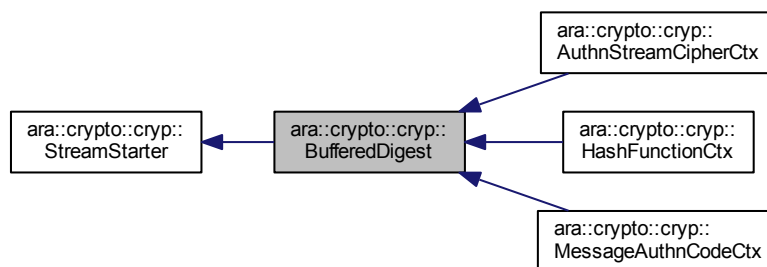 ara::crypto::cryp::
StreamStarter
ara::crypto::cryp::
BufferedDigest
ara::crypto::cryp::
AuthnStreamCipherCtx
ara::crypto::cryp::
HashFunctionCtx
ara::crypto::cryp::
MessageAuthnCodeCtx